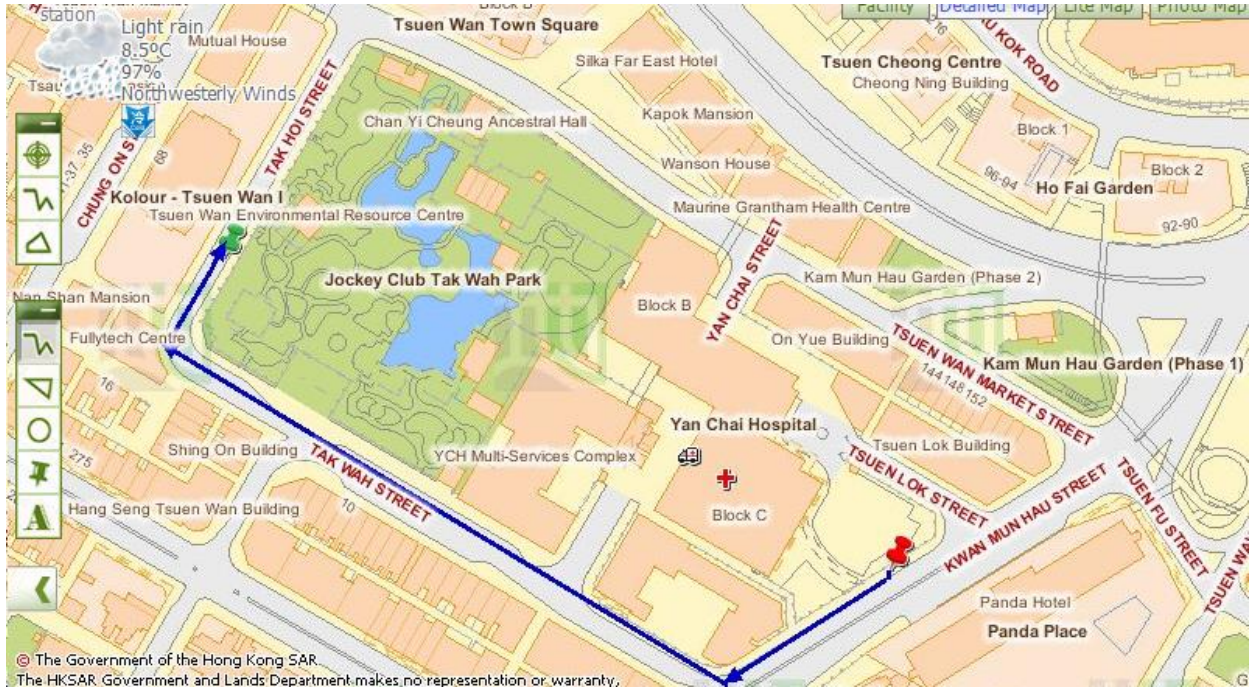 Block B
Facility
Detailed Map
Lite Map
Photo Map
station
Light rain
8.5ºC
97%
Northwesterly Winds
Mutual House
Tsuen Wan Town Square
Silka Far East Hotel
Tsuen Cheong Centre
Cheong Ning Building
KOK ROAD
216
Kapok Mansion
Block 1
Block 2
TAK HOI STREET
Chan Yi Cheung Ancestral Hall
68
Wanson House
96-94
Ho Fai Garden
92-90
CHUNG ON S
Kolour - Tsuen Wan I
Tsuen Wan Environmental Resource Centre
Maurine Grantham Health Centre
Jockey Club Tak Wah Park
YAN CHAI STREET
Kam Mun Hau Garden (Phase 2)
Nan Shan Mansion
Block B
Fullytech Centre
On Yue Building
TSUEN WAN MARKET STREET
Kam Mun Hau Garden (Phase 1)
144148152
16
Yan Chai Hospital
Shing On Building
275
TAK WAH STREET
YCH Multi-Services Complex
Tsuen Lok Building
TSUEN LOK STREET
TSUEN FU STREET
KWAN MUN HAU STREET
10
Hang Seng Tsuen Wan Building
Block C
A
TSUEN WAN
Panda Hotel
Panda Place
© The Government of the Hong Kong SAR.
The HKSAR Government and Lands Department makes no representation or warranty,